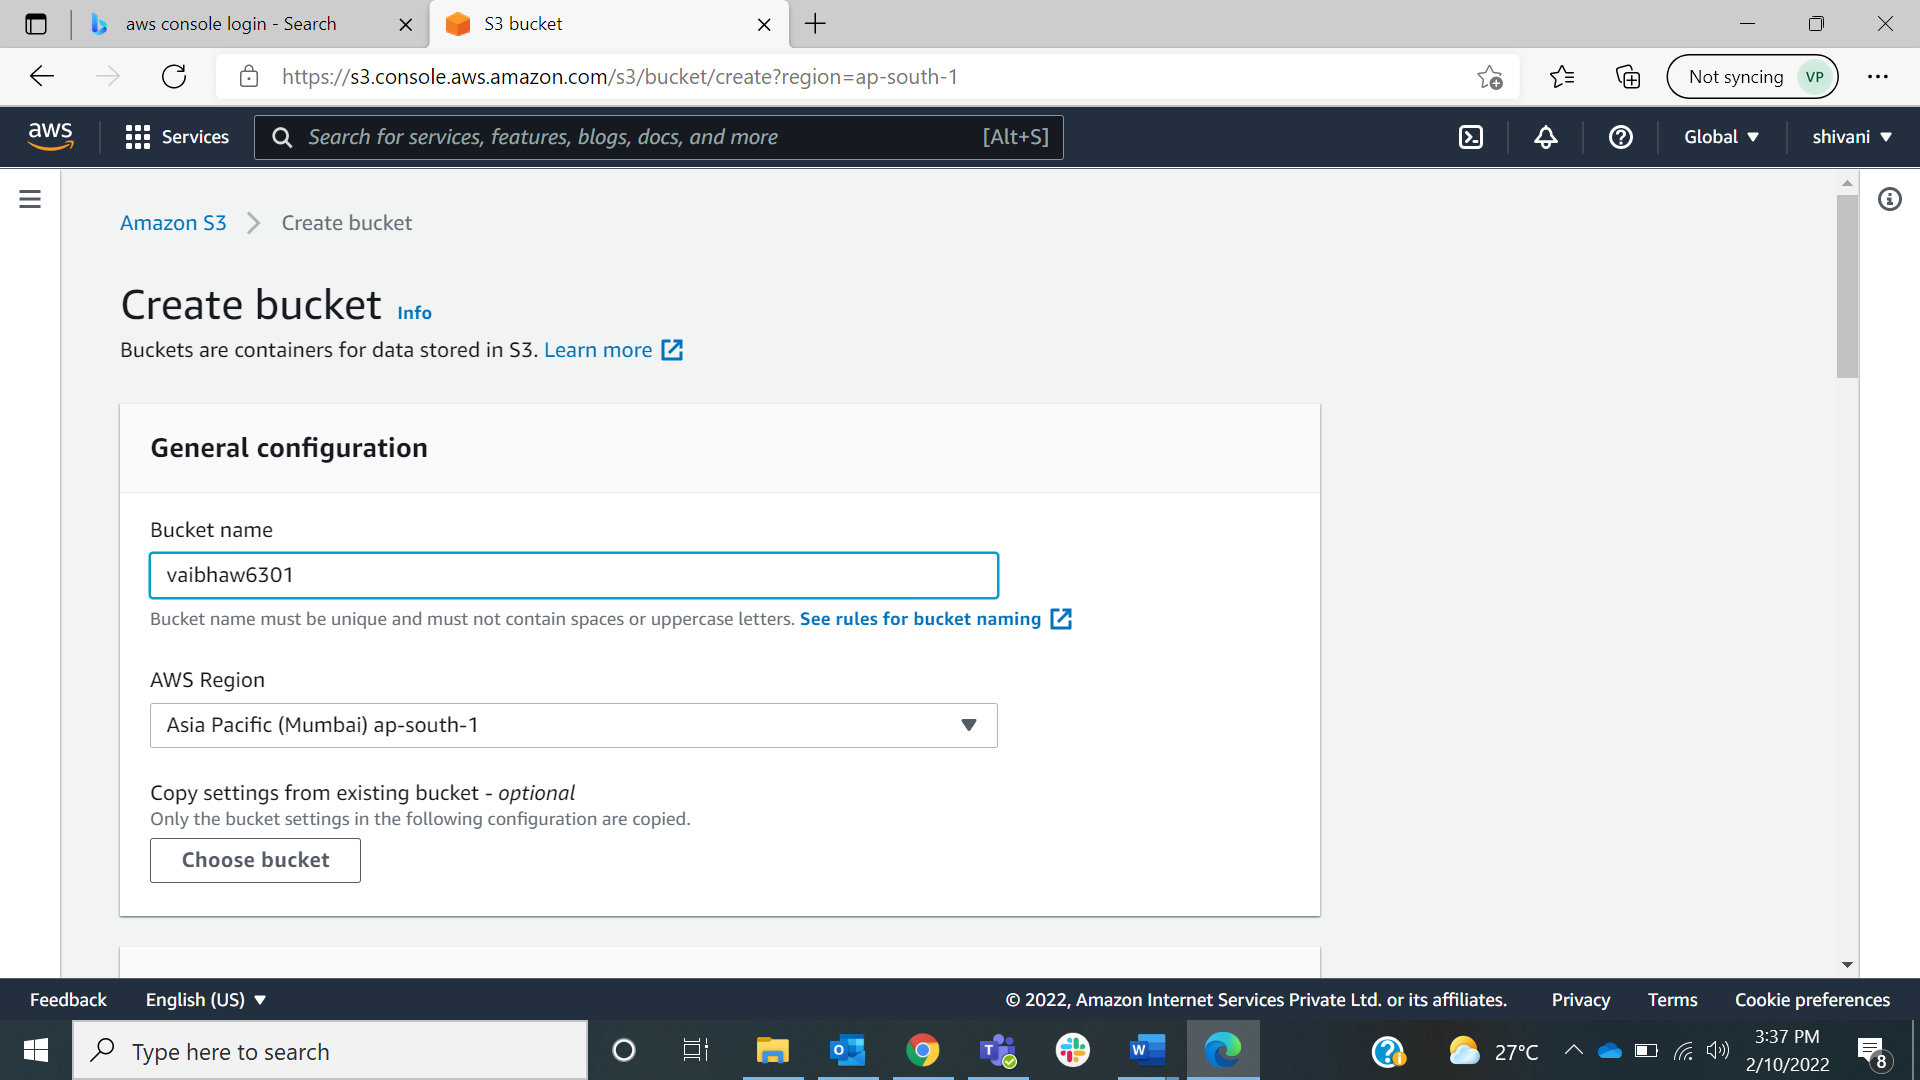 aws console login - Search
S3 bucket
https://s3.console.aws.amazon.com/s3/bucket/create?region=ap-south-1
Not syncing VP
aws
Services
Search for services, features, blogs, docs, and more [Alt+S]
Global
shivani
Amazon S3 Create bucket
Create bucket Info
Buckets are containers for data stored in S3. Learn more
General configuration
Bucket name
vaibhaw6301
Bucket name must be unique and must not contain spaces or uppercase letters. See rules for bucket naming
AWS Region
Asia Pacific (Mumbai) ap-south-1
Copy settings from existing bucket - optional
Only the bucket settings in the following configuration are copied.
Choose bucket
Feedback English (US) © 2022, Amazon Internet Services Private Ltd. or its affiliates. Privacy Terms Cookie preferences
Type here to search
27°C
3:37 PM
2/10/2022
8